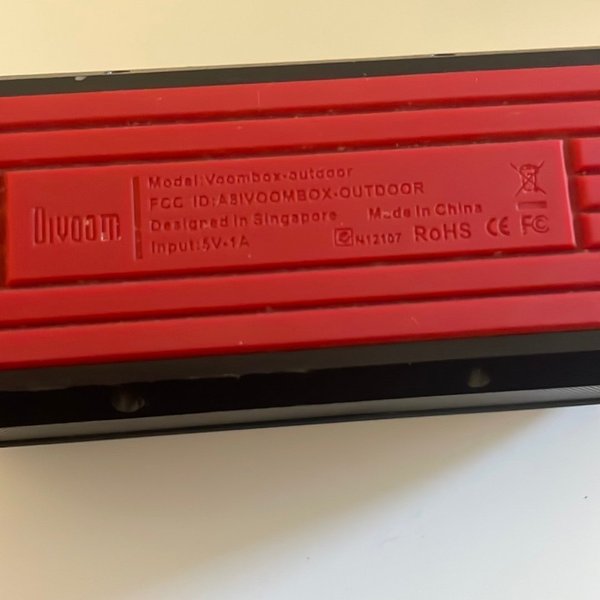 Divoom
Model:Voombox-outdoor
FCC ID:A8IVOOMBOX-OUTDOOR
Designed in Singapore Made in China
Input:5V-1A N12107 RoHS CE FC